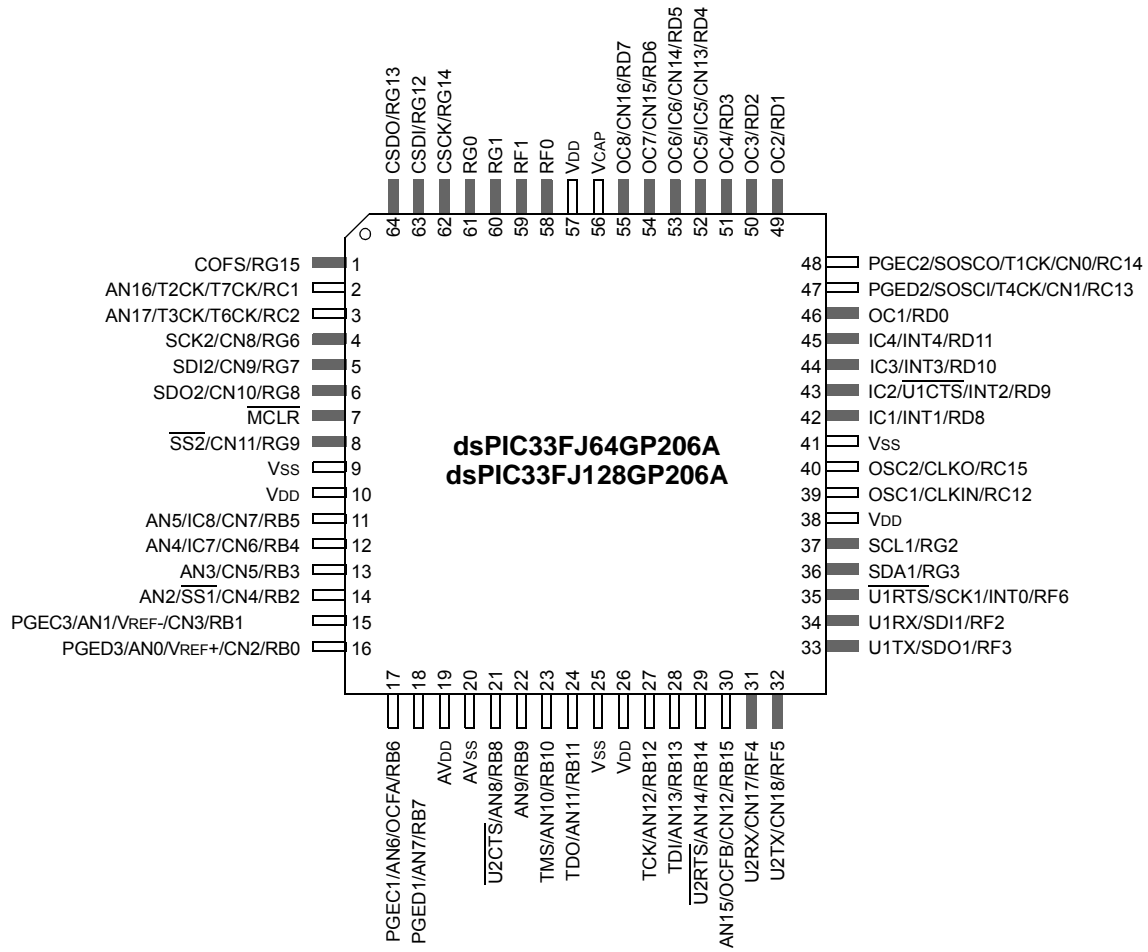 CSDO/RG13
CSDI/RG12
CSCK/RG14
RG0
RG1
RF1
RF0
VDD
VCAP
OC8/CN16/RD7
OC7/CN15/RD6
OC6/IC6/CN14/RD5
OC5/IC5/CN13/RD4
OC4/RD3
OC3/RD2
OC2/RD1
64 63 62 61 60 59 58 57 56 55 54 53 52 51 50 49
COFS/RG15 1
AN16/T2CK/T7CK/RC1 2
AN17/T3CK/T6CK/RC2 3
SCK2/CN8/RG6 4
SDI2/CN9/RG7 5
SDO2/CN10/RG8 6
MCLR 7
SS2/CN11/RG9 8
VSS 9
VDD 10
AN5/IC8/CN7/RB5 11
AN4/IC7/CN6/RB4 12
AN3/CN5/RB3 13
AN2/SS1/CN4/RB2 14
PGEC3/AN1/VREF-/CN3/RB1 15
PGED3/AN0/VREF+/CN2/RB0 16
dsPIC33FJ64GP206A
dsPIC33FJ128GP206A
48 PGEC2/SOSCO/T1CK/CN0/RC14
47 PGED2/SOSCI/T4CK/CN1/RC13
46 OC1/RD0
45 IC4/INT4/RD11
44 IC3/INT3/RD10
43 IC2/U1CTS/INT2/RD9
42 IC1/INT1/RD8
41 VSS
40 OSC2/CLKO/RC15
39 OSC1/CLKIN/RC12
38 VDD
37 SCL1/RG2
36 SDA1/RG3
35 U1RTS/SCK1/INT0/RF6
34 U1RX/SDI1/RF2
33 U1TX/SDO1/RF3
17 18 19 20 21 22 23 24 25 26 27 28 29 30 31 32
PGEC1/AN6/OCFA/RB6
PGED1/AN7/RB7
AVDD
AVSS
U2CTS/AN8/RB8
AN9/RB9
TMS/AN10/RB10
TDO/AN11/RB11
VSS
VDD
TCK/AN12/RB12
TDI/AN13/RB13
U2RTS/AN14/RB14
AN15/OCFB/CN12/RB15
U2RX/CN17/RF4
U2TX/CN18/RF5